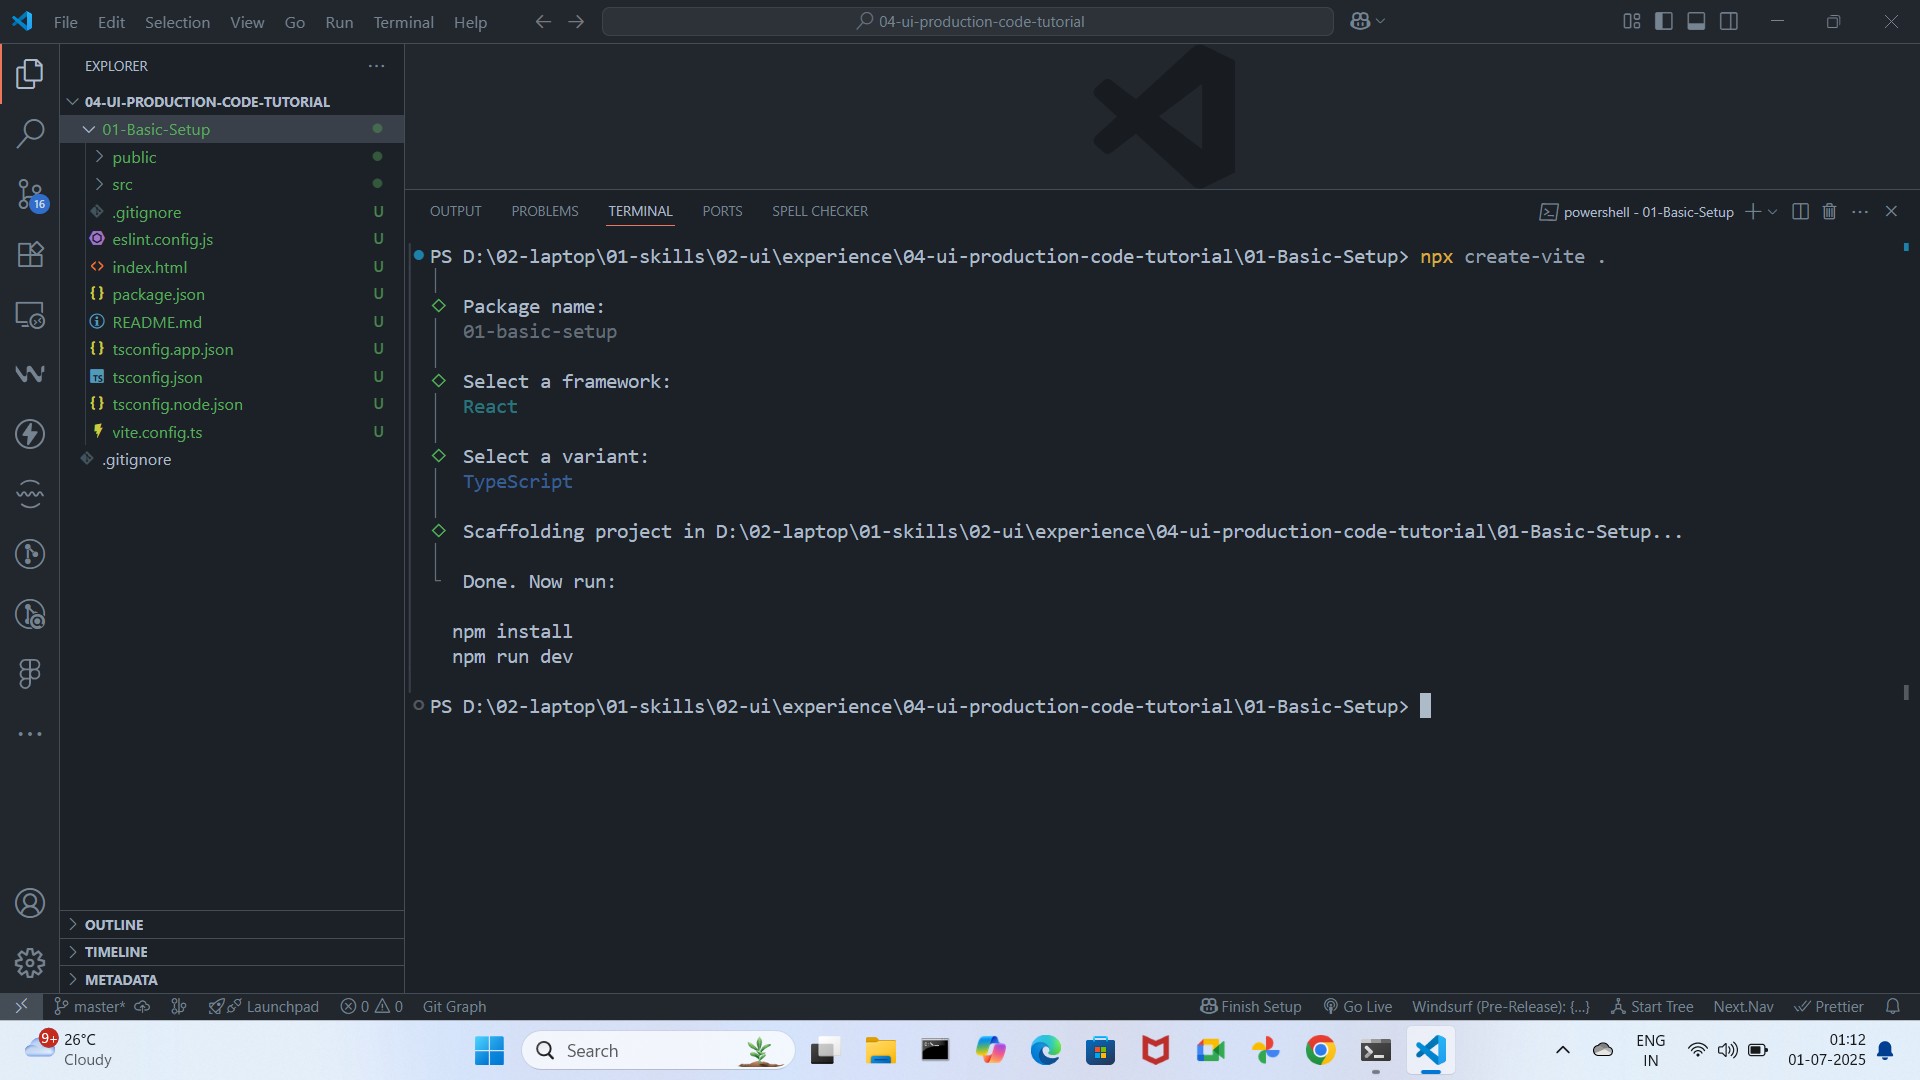 File Edit Selection View Go Run Terminal Help
04-ui-production-code-tutorial
EXPLORER
04-UI-PRODUCTION-CODE-TUTORIAL
01-Basic-Setup
public
src
.gitignore U
eslint.config.js U
index.html U
package.json U
README.md U
tsconfig.app.json U
tsconfig.json U
tsconfig.node.json U
vite.config.ts U
.gitignore
16
OUTLINE
TIMELINE
METADATA
OUTPUT PROBLEMS TERMINAL PORTS SPELL CHECKER
powershell - 01-Basic-Setup
PS D:\02-laptop\01-skills\02-ui\experience\04-ui-production-code-tutorial\01-Basic-Setup> npx create-vite .
Package name:
01-basic-setup
Select a framework:
React
Select a variant:
TypeScript
Scaffolding project in D:\02-laptop\01-skills\02-ui\experience\04-ui-production-code-tutorial\01-Basic-Setup...
Done. Now run:
npm install
npm run dev
PS D:\02-laptop\01-skills\02-ui\experience\04-ui-production-code-tutorial\01-Basic-Setup>
master* Launchpad 0 0 Git Graph
Finish Setup Go Live Windsurf (Pre-Release): {...} Start Tree Next.Nav Prettier
9+
26°C
Cloudy
Search
ENG
IN
01:12
01-07-2025